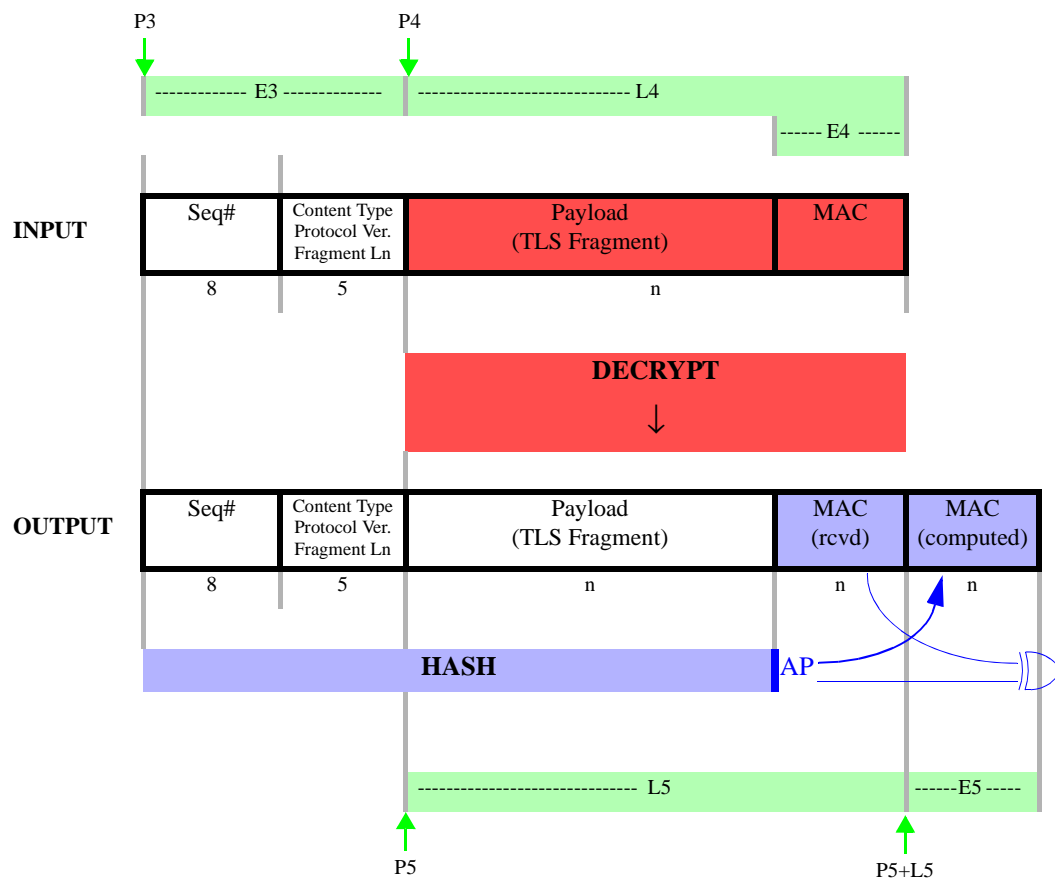 P3 P4
------------- E3 -------------- ------------------------------ L4
------ E4 ------
INPUT
Seq#
Content Type
Protocol Ver.
Fragment Ln
Payload
(TLS Fragment)
MAC
8 5 n
DECRYPT
↓
OUTPUT
Seq#
Content Type
Protocol Ver.
Fragment Ln
Payload
(TLS Fragment)
MAC
(rcvd)
MAC
(computed)
8 5 n n n
HASH AP
------------------------------- L5 ------E5 -----
P5 P5+L5